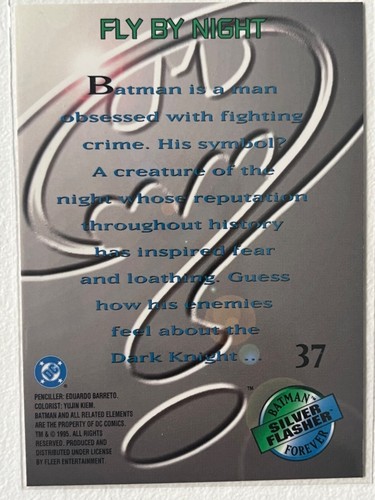 FLY BY NIGHT
Batman is a man
obsessed with fighting
crime. His symbol?
A creature of the
night whose reputation
throughout history
has inspired fear
and loathing. Guess
how his enemies
feel about the
Dark Knight ...
37
DC
PENCILLER: EDUARDO BARRETO.
COLORIST: YOJIN KIEM.
BATMAN AND ALL RELATED ELEMENTS
ARE THE PROPERTY OF DC COMICS.
TM & © 1995. ALL RIGHTS
RESERVED. PRODUCED AND
DISTRIBUTED UNDER LICENSE
BY FLEER ENTERTAINMENT.
BATMAN™
SILVER
FLASHER
FOREVER